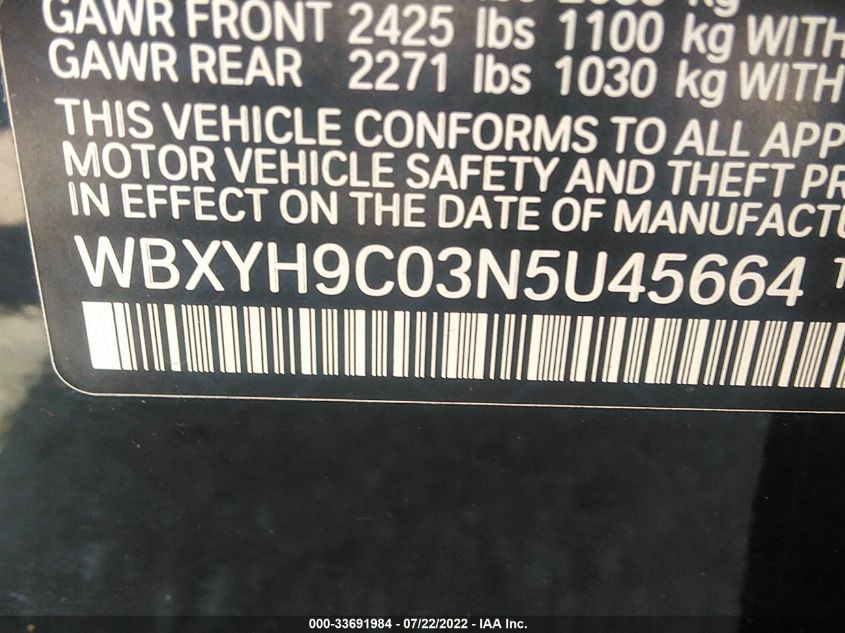 lbs kg
GAWR FRONT 2425 lbs 1100 kg WITH
GAWR REAR 2271 lbs 1030 kg WITH
THIS VEHICLE CONFORMS TO ALL APP
MOTOR VEHICLE SAFETY AND THEFT PR
IN EFFECT ON THE DATE OF MANUFACTU
WBXYH9C03N5U45664 T
000-33691984 / 07/22/2022 - IAA Inc.